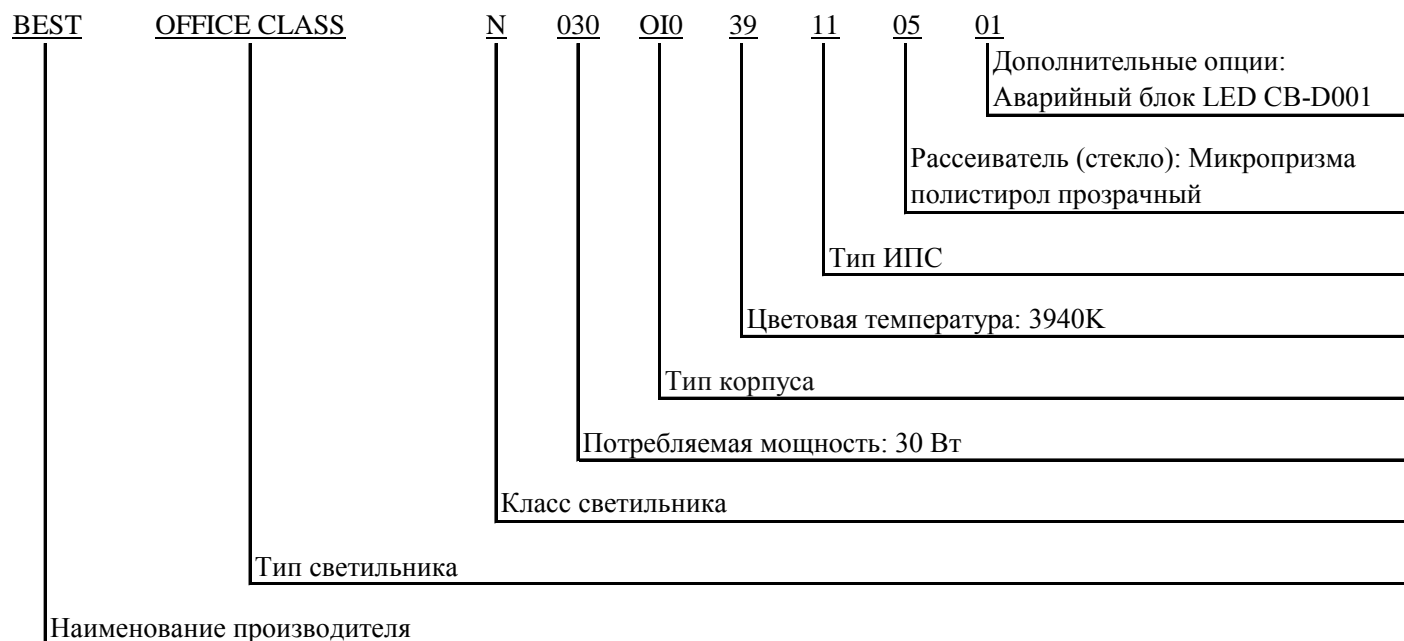 BEST OFFICE CLASS N 030 OI0 39 11 05 01
Дополнительные опции:
Аварийный блок LED CB-D001
Рассеиватель (стекло): Микропризма
полистирол прозрачный
Тип ИПС
Цветовая температура: 3940K
Тип корпуса
Потребляемая мощность: 30 Вт
Класс светильника
Тип светильника
Наименование производителя